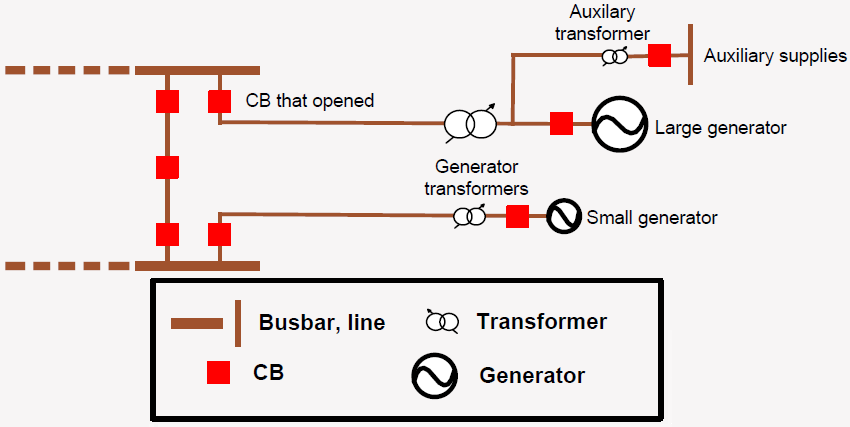 Auxilary
transformer
Auxiliary supplies
CB that opened
Large generator
Generator
transformers
Small generator
Busbar, line
Transformer
CB
Generator